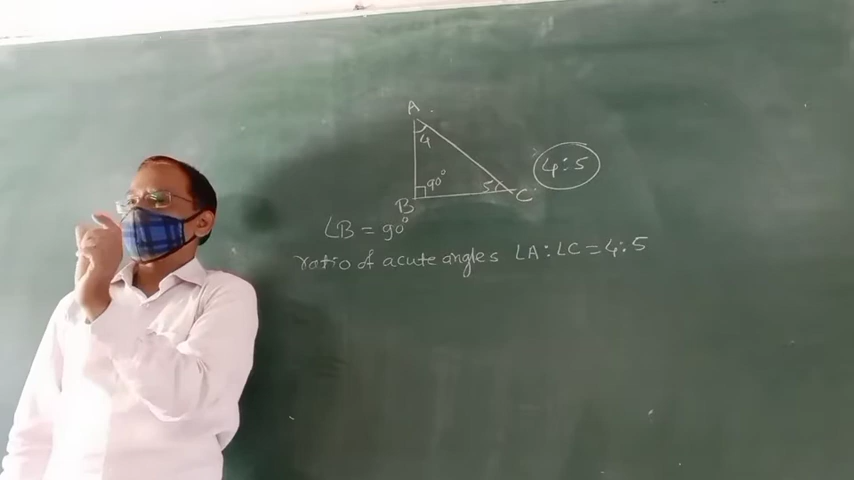 A
4
4:5
90°
5
B
C
∠B = 90°
ratio of acute angles ∠A:∠C = 4:5